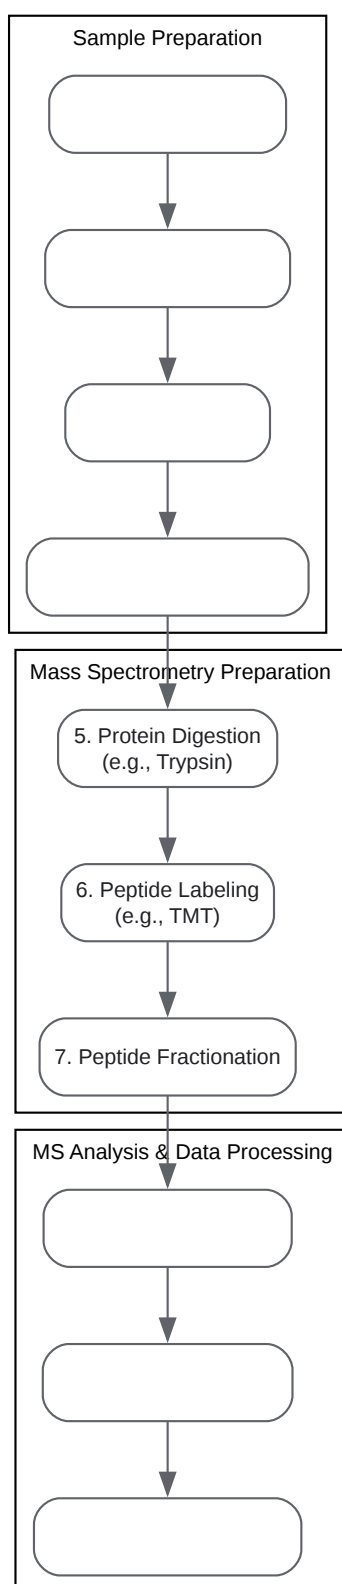 Sample Preparation
Mass Spectrometry Preparation
5. Protein Digestion
(e.g., Trypsin)
6. Peptide Labeling
(e.g., TMT)
7. Peptide Fractionation
MS Analysis & Data Processing